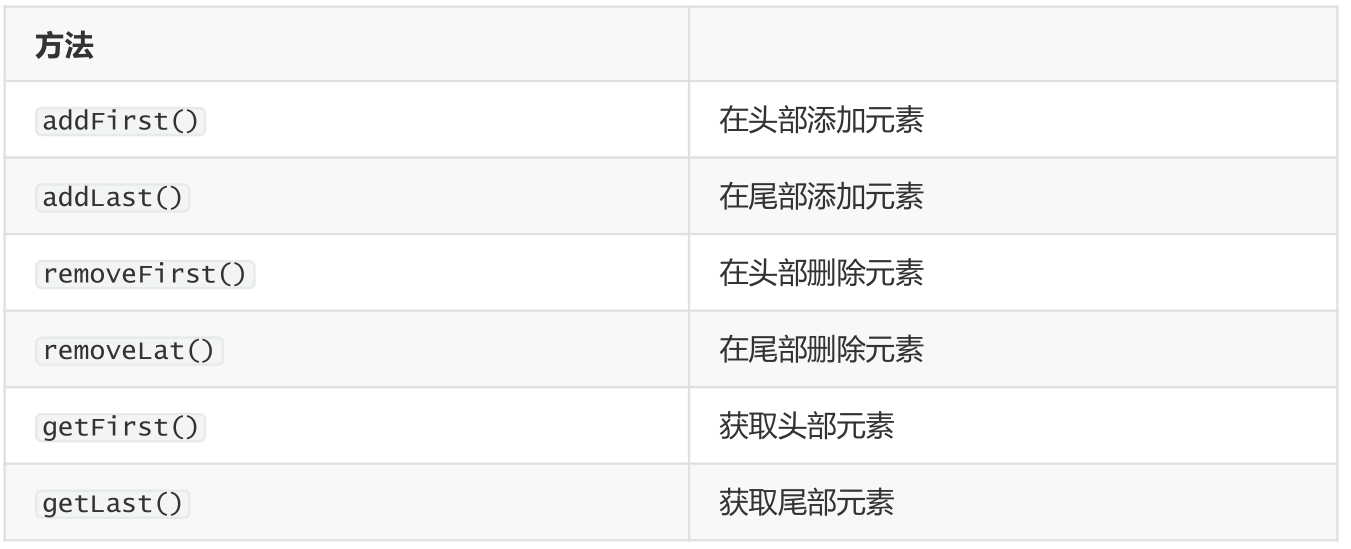 方法
addFirst() 在头部添加元素
addLast() 在尾部添加元素
removeFirst() 在头部删除元素
removeLat() 在尾部删除元素
getFirst() 获取头部元素
getLast() 获取尾部元素